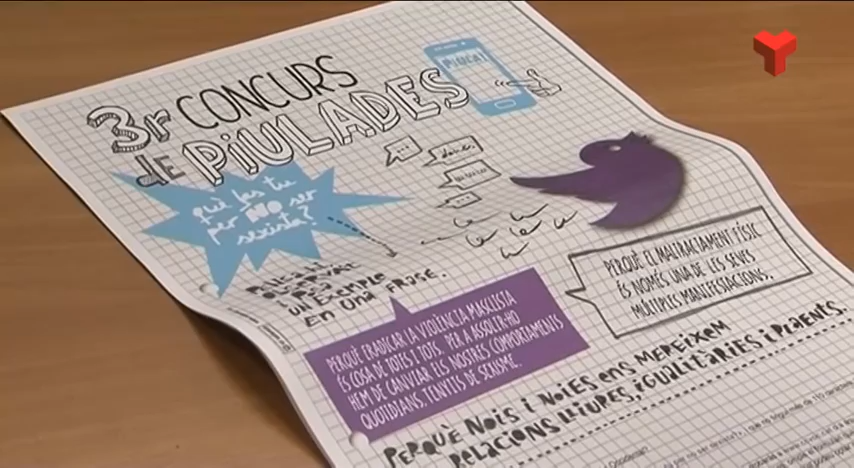 3r CONCURS
de PiULADES
PIULA!
què fas tu
per NO ser
sexista?
dones
UN EXEMPLE
EN UNA FRASE.
PERQUÈ EL MALTRACTAMENT FÍSIC
ÉS NOMÉS UNA DE LES SEVES
MÚLTIPLES MANIFESTACIONS.
PERQUÈ ERADICAR LA VIOLÈNCIA MASCLISTA
ÉS COSA DE TOTES I TOTS. PER A ASSOLIR-HO
HEM DE CANVIAR ELS NOSTRES COMPORTAMENTS
QUOTIDIANS, TENYITS DE SEXISME.
PERQUÈ NOIS i NOIES ENS MEREIXEM
RELACIONS LLIURES, iGUALITÀRIES i PLAENTS.